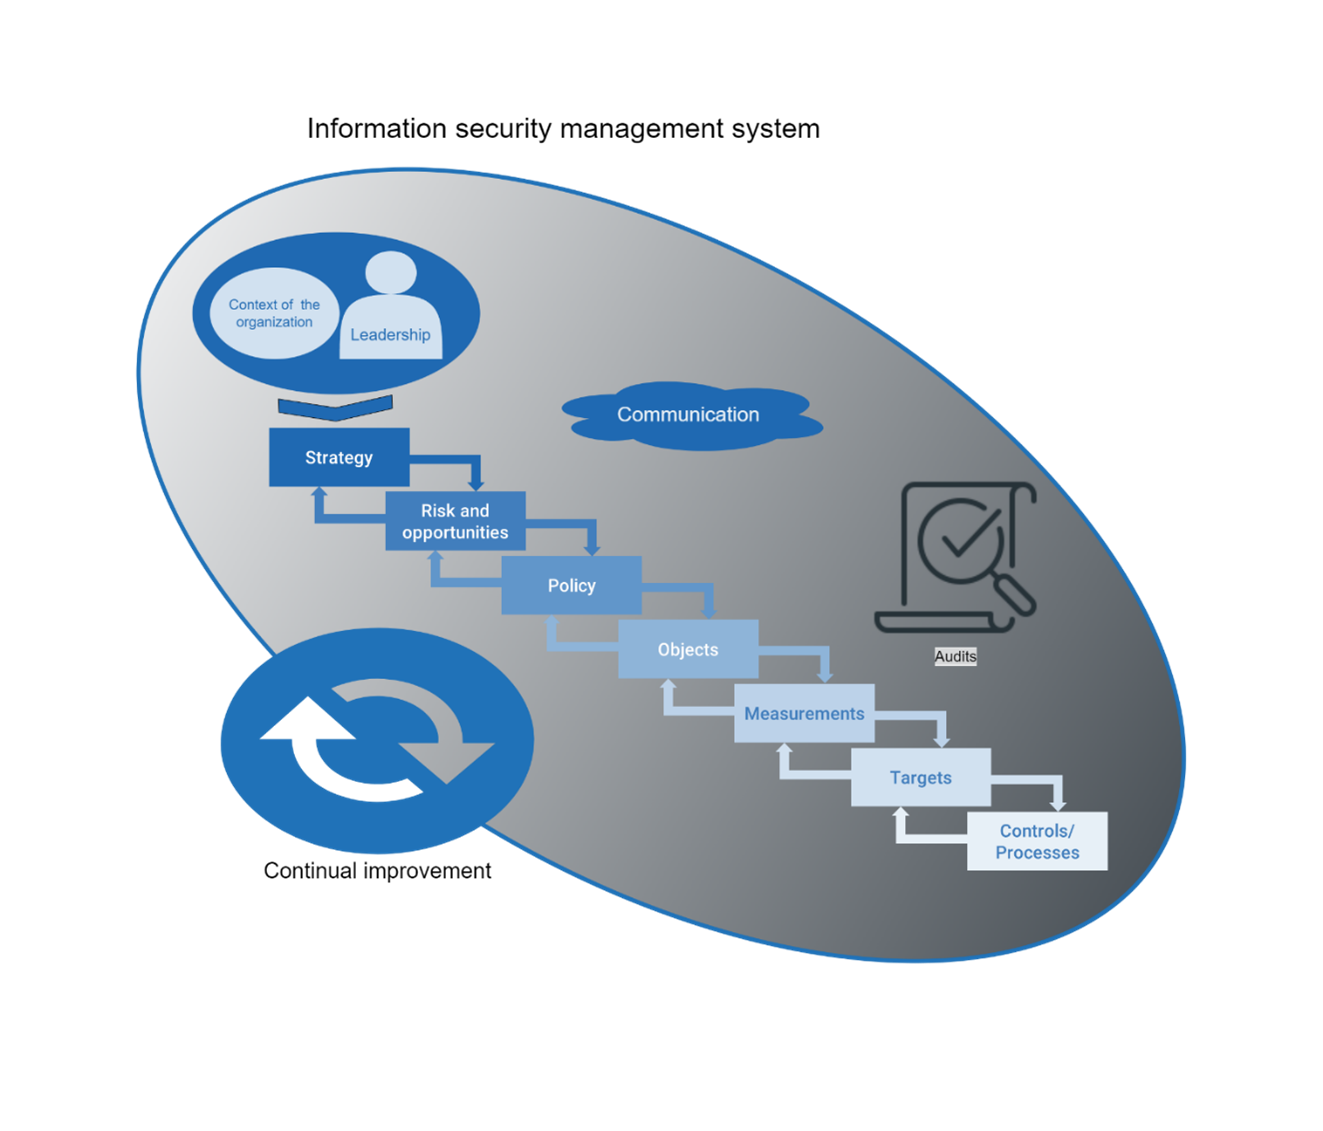 Information security management system
Context of the
organization
Leadership
Communication
Strategy
Risk and
opportunities
Policy
Objects
Audits
Measurements
Targets
Controls/
Processes
Continual improvement